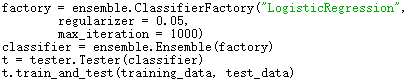 factory = ensemble.ClassifierFactory("LogisticRegression",
        regularizer = 0.05,
        max_iteration = 1000)
classifier = ensemble.Ensemble(factory)
t = tester.Tester(classifier)
t.train_and_test(training_data, test_data)